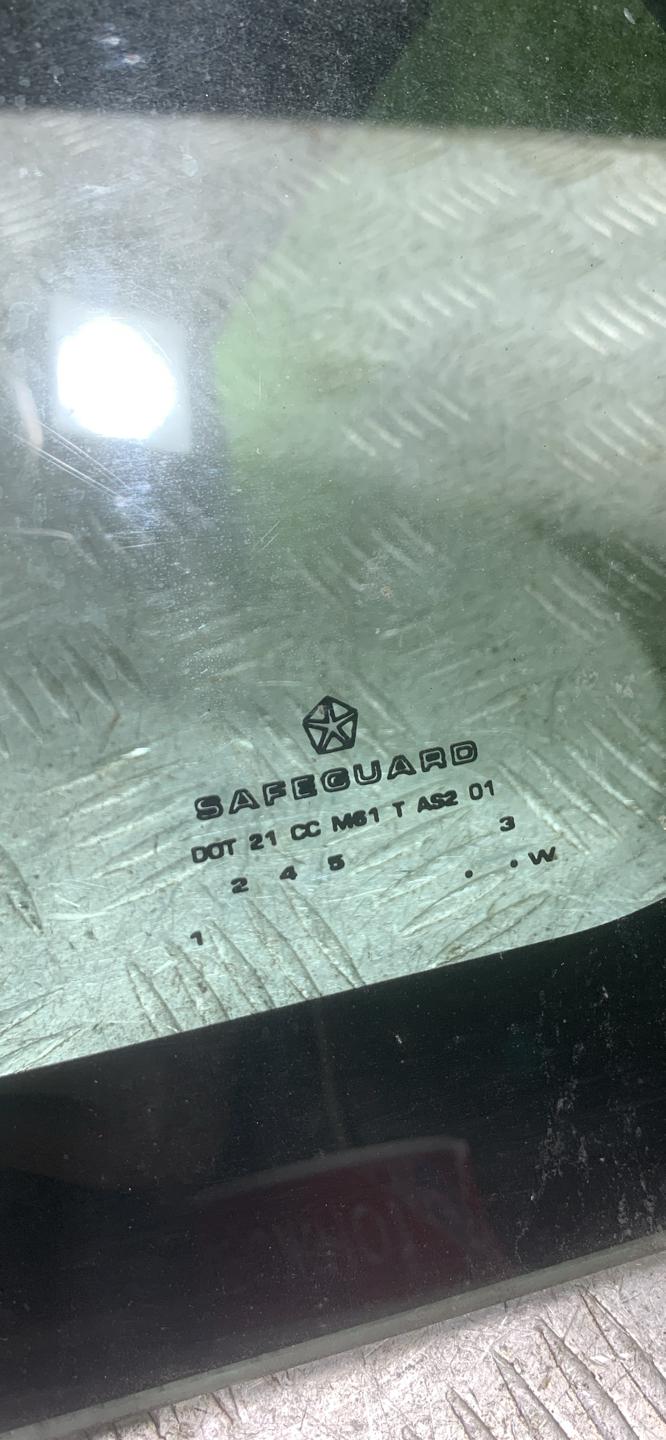 SAFEGUARD
DOT 21 CC M61 T AS2 01
3
2 4 5 . . W
1